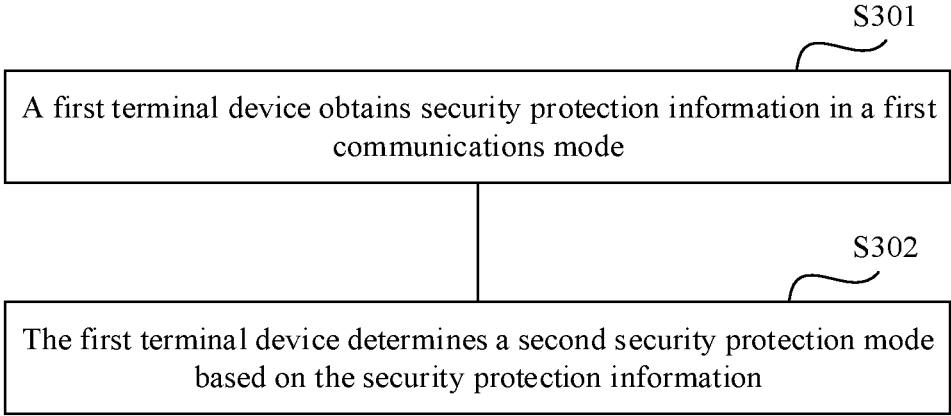 S301
A first terminal device obtains security protection information in a first
communications mode
S302
The first terminal device determines a second security protection mode
based on the security protection information